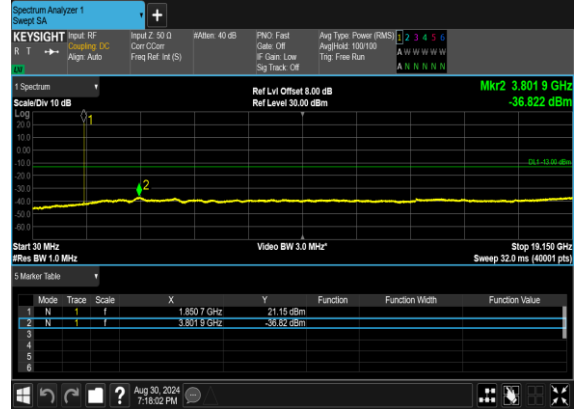 Spectrum Analyzer 1
Swept SA
+
KEYSIGHT
R T
Input: RF
Coupling: DC
Align: Auto
Input Z: 50 Ω
Corr CCorr
Freq Ref: Int (S)
#Atten: 40 dB
PNO: Fast
Gate: Off
IF Gain: Low
Sig Track: Off
Avg Type: Power (RMS)
Avg|Hold: 100/100
Trig: Free Run
1 2 3 4 5 6
A W W W W W
A N N N N N
1 Spectrum
Scale/Div 10 dB
Ref Lvl Offset 8.00 dB
Ref Level 30.00 dBm
Mkr2 3.801 9 GHz
-36.822 dBm
Log
20.0
10.0
0.00
-10.0
-20.0
-30.0
-40.0
-50.0
-60.0
1
2
DL1 -13.00 dBm
Start 30 MHz
#Res BW 1.0 MHz
Video BW 3.0 MHz*
Stop 19.150 GHz
Sweep 32.0 ms (40001 pts)
5 Marker Table
Mode Trace Scale X Y Function Function Width Function Value
1 N 1 f 1.850 7 GHz 21.15 dBm
2 N 1 f 3.801 9 GHz -36.82 dBm
3
4
5
6
?
Aug 30, 2024
7:18:02 PM